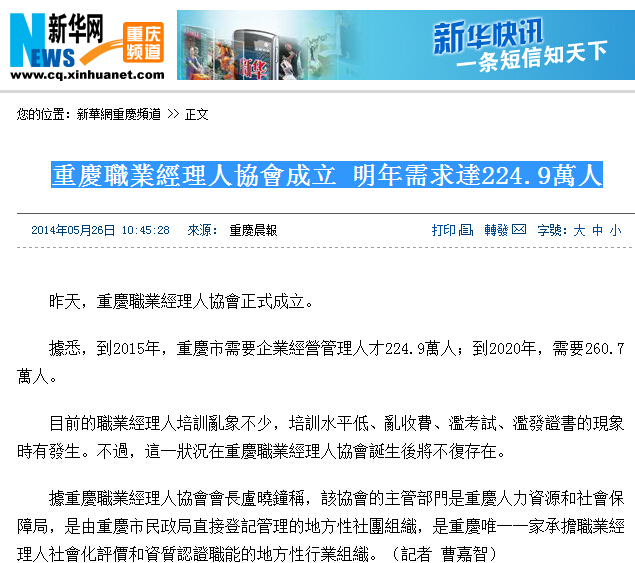 新华网
NEWS
重庆
频道
www.cq.xinhuanet.com
新华快讯
一条短信知天下
您的位置：新華網重慶頻道 >> 正文
重慶職業經理人協會成立 明年需求達224.9萬人
2014年05月26日 10:45:28 來源： 重慶晨報 打印 轉發 字號：大 中 小
昨天，重慶職業經理人協會正式成立。
據悉，到2015年，重慶市需要企業經營管理人才224.9萬人；到2020年，需要260.7
萬人。
目前的職業經理人培訓亂象不少，培訓水平低、亂收費、濫考試、濫發證書的現象
時有發生。不過，這一狀況在重慶職業經理人協會誕生後將不復存在。
據重慶職業經理人協會會長盧曉鐘稱，該協會的主管部門是重慶人力資源和社會保
障局，是由重慶市民政局直接登記管理的地方性社團組織，是重慶唯一一家承擔職業經
理人社會化評價和資質認證職能的地方性行業組織。（記者 曹嘉智）